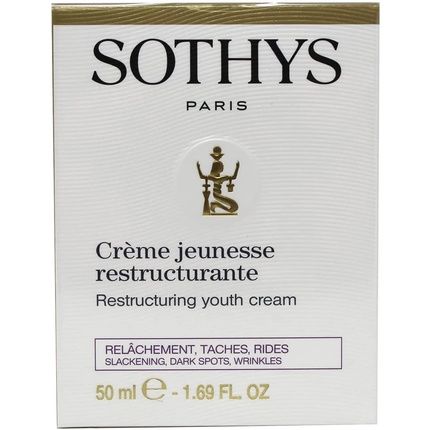 SOTHYS
PARIS
Crème jeunesse
restructurante
Restructuring youth cream
RELÂCHEMENT, TACHES, RIDES
SLACKENING, DARK SPOTS, WRINKLES
50 ml ℮ - 1.69 FL. OZ